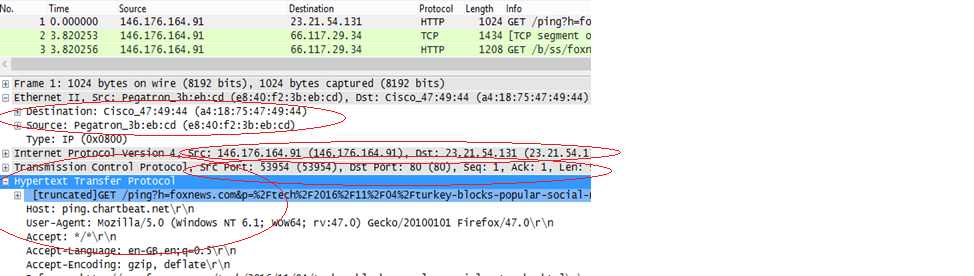 No. Time Source Destination Protocol Length Info
1 0.000000 146.176.164.91 23.21.54.131 HTTP 1024 GET /ping?h=fo
2 3.820253 146.176.164.91 66.117.29.34 TCP 1434 [TCP segment o
3 3.820256 146.176.164.91 66.117.29.34 HTTP 1208 GET /b/ss/foxn
Frame 1: 1024 bytes on wire (8192 bits), 1024 bytes captured (8192 bits)
Ethernet II, Src: Pegatron_3b:eb:cd (e8:40:f2:3b:eb:cd), Dst: Cisco_47:49:44 (a4:18:75:47:49:44)
Destination: Cisco_47:49:44 (a4:18:75:47:49:44)
Source: Pegatron_3b:eb:cd (e8:40:f2:3b:eb:cd)
Type: IP (0x0800)
Internet Protocol Version 4, Src: 146.176.164.91 (146.176.164.91), Dst: 23.21.54.131 (23.21.54.1
Transmission Control Protocol, Src Port: 53954 (53954), Dst Port: 80 (80), Seq: 1, Ack: 1, Len:
Hypertext Transfer Protocol
[truncated]GET /ping?h=foxnews.com&p=%2Ftech%2F2016%2F11%2F04%2Fturkey-blocks-popular-social-
Host: ping.chartbeat.net\r\n
User-Agent: Mozilla/5.0 (Windows NT 6.1; WOW64; rv:47.0) Gecko/20100101 Firefox/47.0\r\n
Accept: */*\r\n
Accept-Language: en-GB,en;q=0.5\r\n
Accept-Encoding: gzip, deflate\r\n